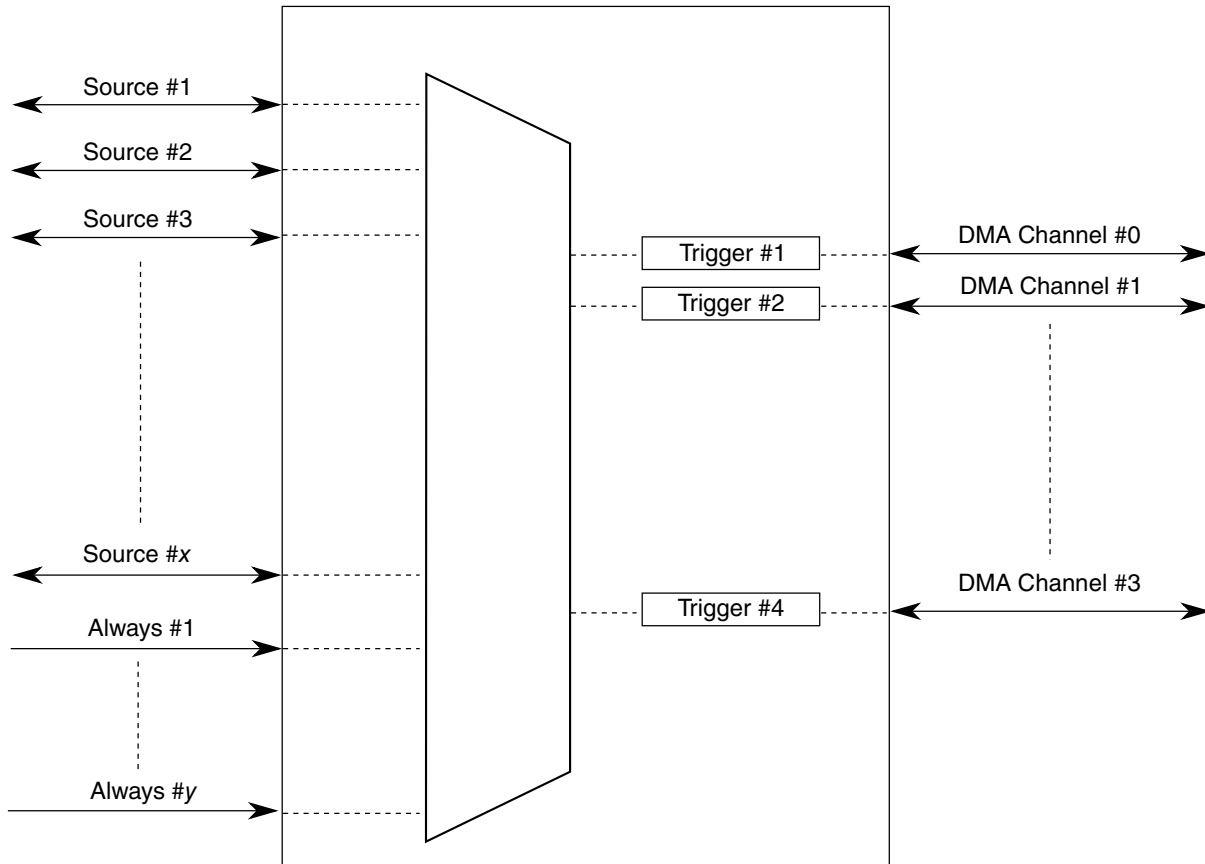 Source #1
Source #2
Source #3
Source #x
Always #1
Always #y
Trigger #1
Trigger #2
Trigger #4
DMA Channel #0
DMA Channel #1
DMA Channel #3